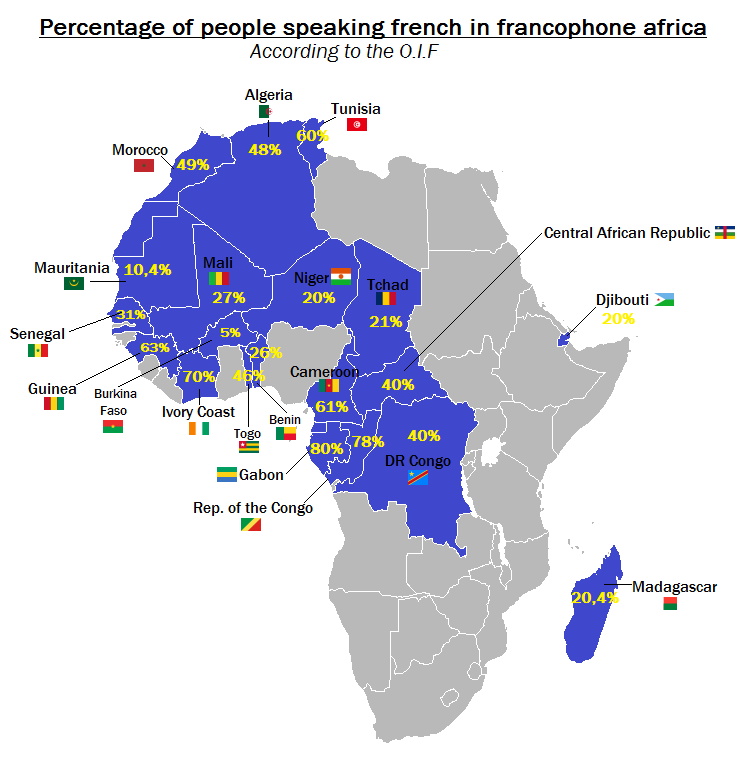 Percentage of people speaking french in francophone africa
According to the O.I.F
Algeria
Tunisia
60%
Morocco
48%
49%
Central African Republic
Mali
Mauritania
10,4%
Niger
Tchad
27%
20%
Djibouti
20%
31%
21%
Senegal
5%
63%
26%
Cameroon
70%
46%
40%
Guinea
Burkina
Faso
Ivory Coast
61%
Benin
Togo
78%
40%
80%
DR Congo
Gabon
Rep. of the Congo
Madagascar
20,4%